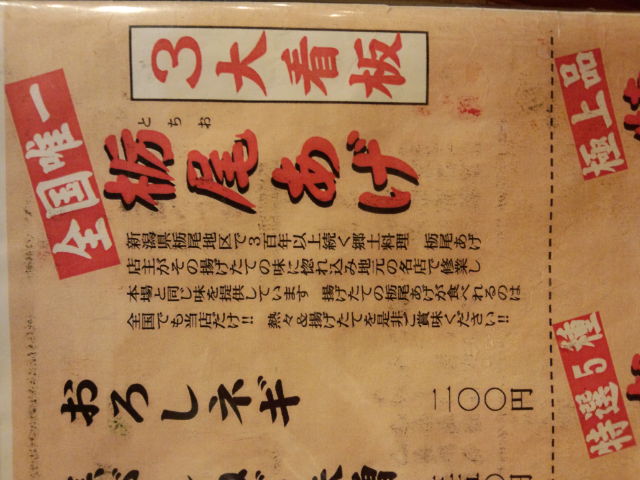 3大看板
全国唯一
とちお
栃尾あげ
新潟県栃尾地区で3百年以上続く郷土料理 栃尾あげ
店主がその揚げたての味に惚れ込み地元の名店で修業し
本場と同じ味を提供しています 揚げたての栃尾あげが食べれるのは
全国でも当店だけ!! 熱々&揚げたてを是非ご賞味ください!!
おろしネギ 二〇〇円
極上品
特選5種